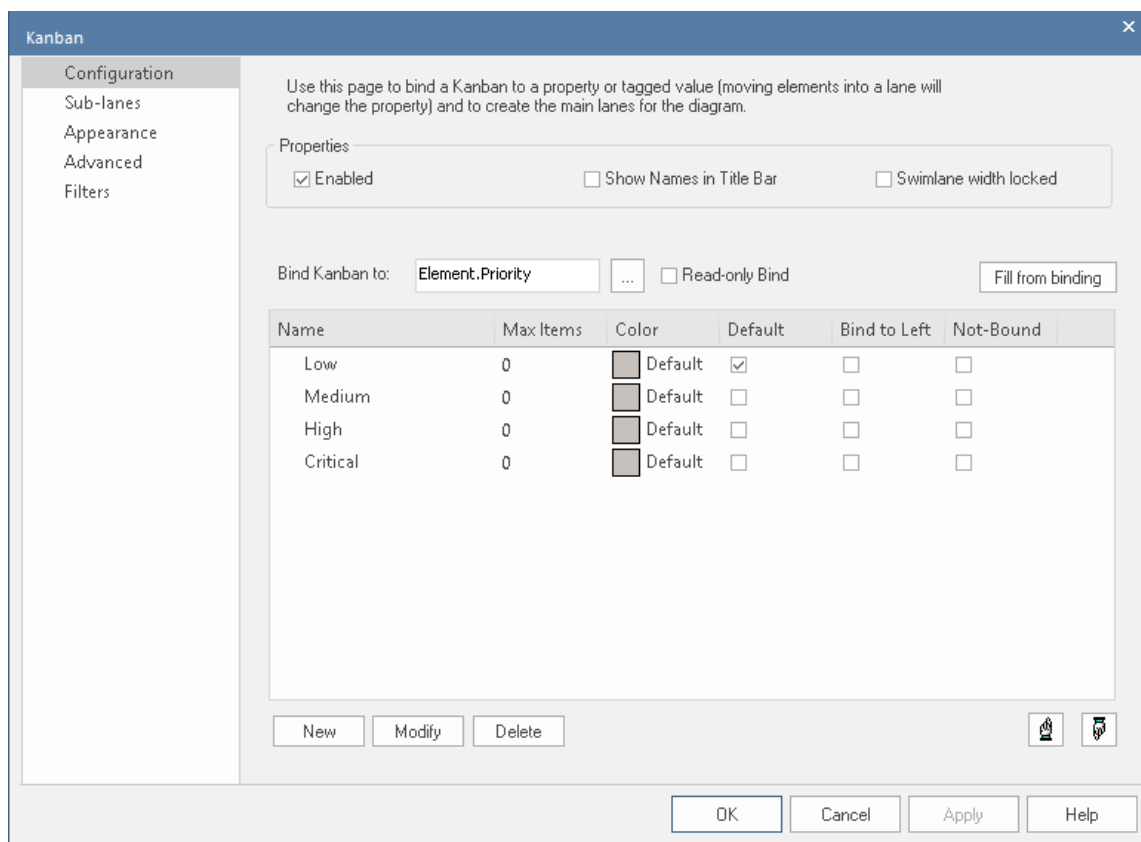 Kanban
Configuration
Sub-lanes
Appearance
Advanced
Filters
Use this page to bind a Kanban to a property or tagged value (moving elements into a lane will
change the property) and to create the main lanes for the diagram.
Properties
Enabled Show Names in Title Bar Swimlane width locked
Bind Kanban to: Element.Priority ... Read-only Bind Fill from binding
Name Max Items Color Default Bind to Left Not-Bound
Low 0 Default
Medium 0 Default
High 0 Default
Critical 0 Default
New Modify Delete
OK Cancel Apply Help